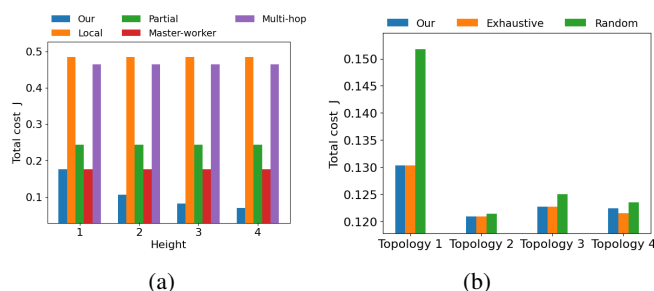 Our Partial Multi-hop
Local Master-worker
0.5
0.4
0.3
0.2
0.1
Total cost J
1 2 3 4
Height
(a)
Our Exhaustive Random
0.150
0.145
0.140
0.135
0.130
0.125
0.120
Total cost J
Topology 1 Topology 2 Topology 3 Topology 4
(b)